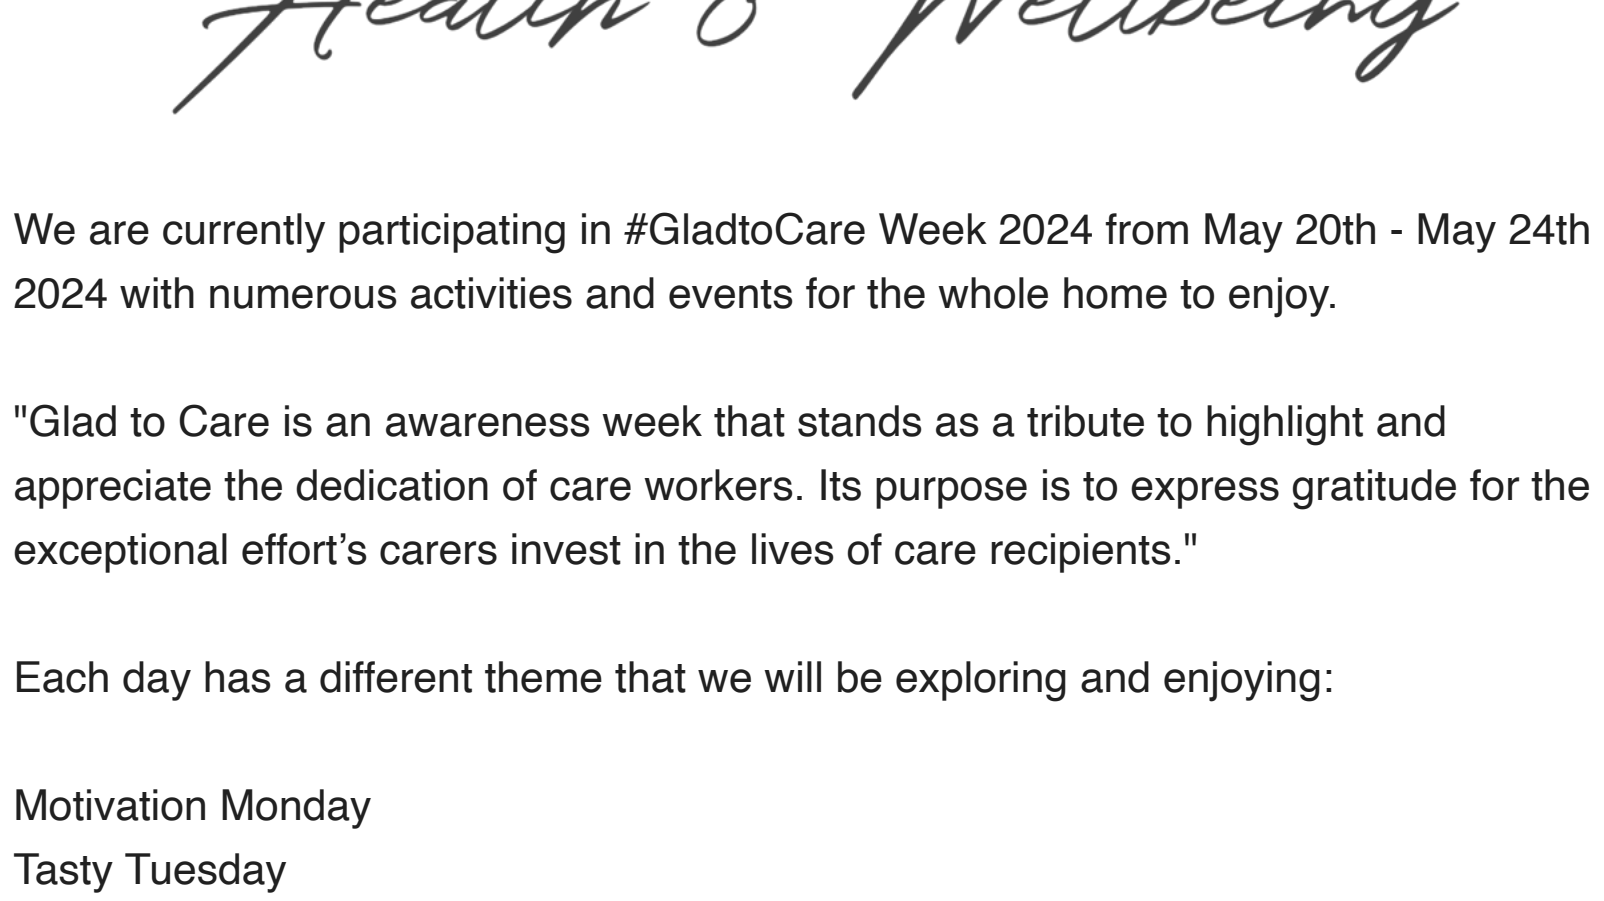 Health & Wellbeing
We are currently participating in #GladtoCare Week 2024 from May 20th - May 24th
2024 with numerous activities and events for the whole home to enjoy.
"Glad to Care is an awareness week that stands as a tribute to highlight and
appreciate the dedication of care workers. Its purpose is to express gratitude for the
exceptional effort’s carers invest in the lives of care recipients."
Each day has a different theme that we will be exploring and enjoying:
Motivation Monday
Tasty Tuesday